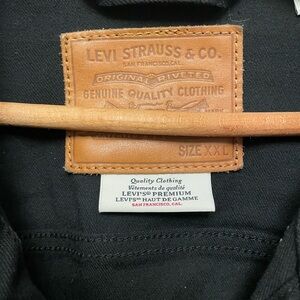 LEVI STRAUSS & CO.
SAN FRANCISCO, CAL.
ORIGINAL RIVETED
GENUINE QUALITY CLOTHING
SIZE XXL
Quality Clothing
Vêtements de qualité
LEVI'S® PREMIUM
LEVI'S® HAUT DE GAMME
SAN FRANCISCO, CAL.